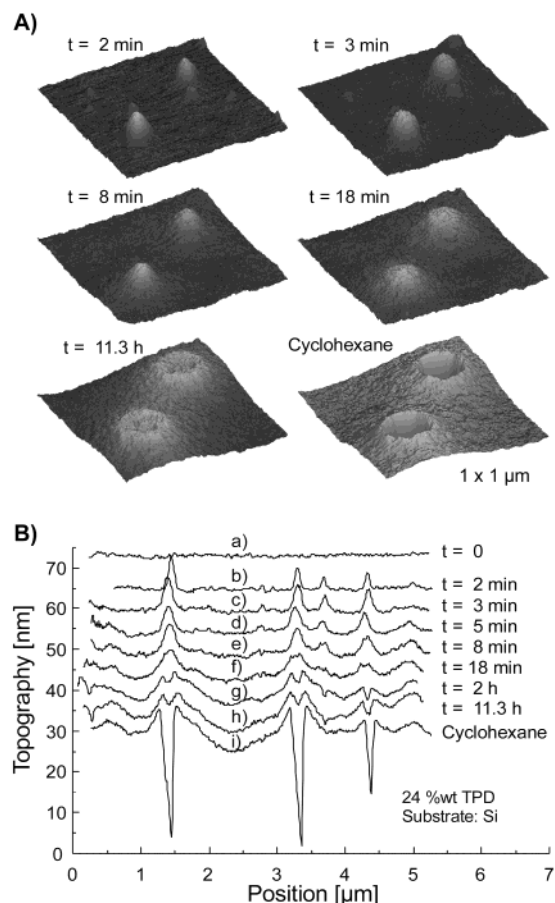 A)
t = 2 min
t = 3 min
t = 8 min
t = 18 min
t = 11.3 h
Cyclohexane
1 x 1 µm
B)
a)
t = 0
70
b)
t = 2 min
60
c)
t = 3 min
d)
t = 5 min
50
e)
t = 8 min
f)
t = 18 min
40
g)
t = 2 h
h)
t = 11.3 h
30
i)
Cyclohexane
20
10
0
24 %wt TPD
Substrate: Si
Topography [nm]
0 1 2 3 4 5 6 7
Position [µm]